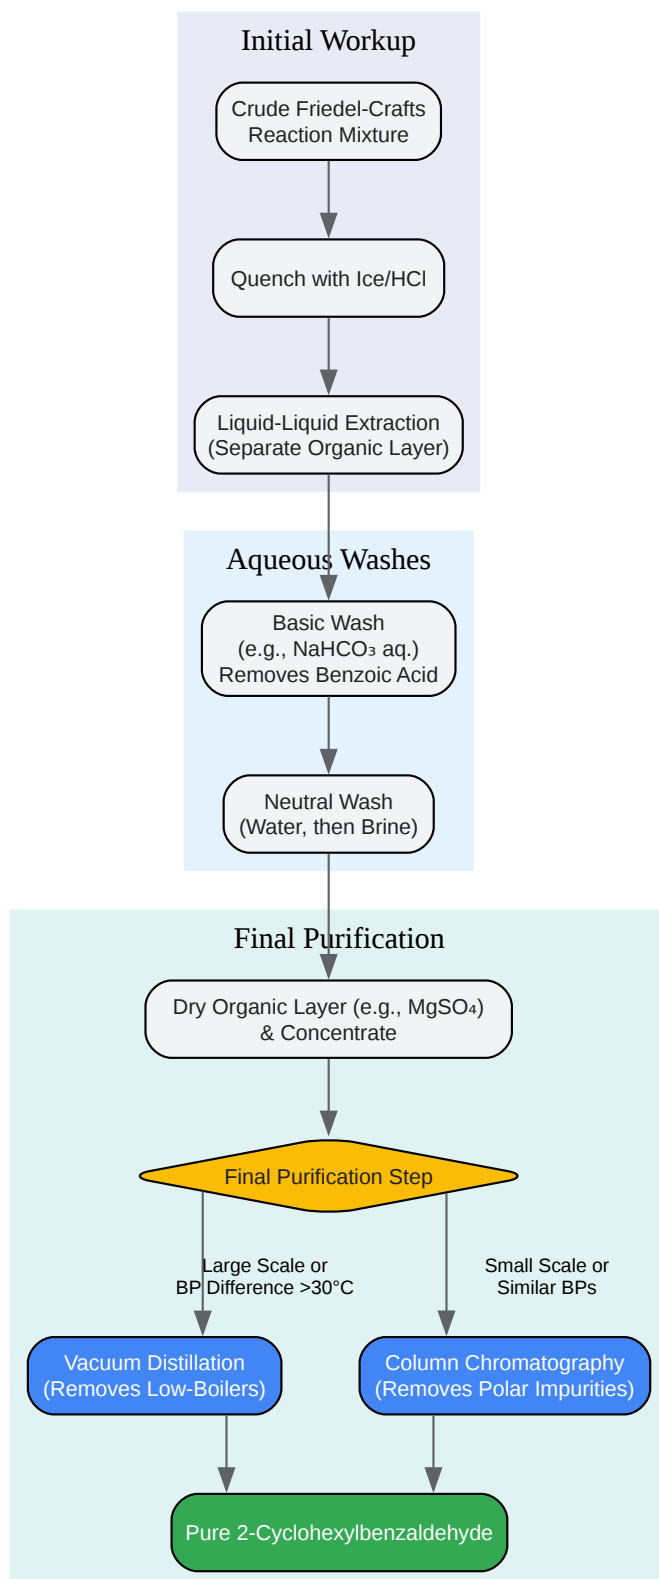 Initial Workup
Crude Friedel-Crafts
Reaction Mixture
Quench with Ice/HCl
Liquid-Liquid Extraction
(Separate Organic Layer)
Aqueous Washes
Basic Wash
(e.g., NaHCO₃ aq.)
Removes Benzoic Acid
Neutral Wash
(Water, then Brine)
Final Purification
Dry Organic Layer (e.g., MgSO₄)
& Concentrate
Final Purification Step
Large Scale or
BP Difference >30°C
Small Scale or
Similar BPs
Vacuum Distillation
(Removes Low-Boilers)
Column Chromatography
(Removes Polar Impurities)
Pure 2-Cyclohexylbenzaldehyde